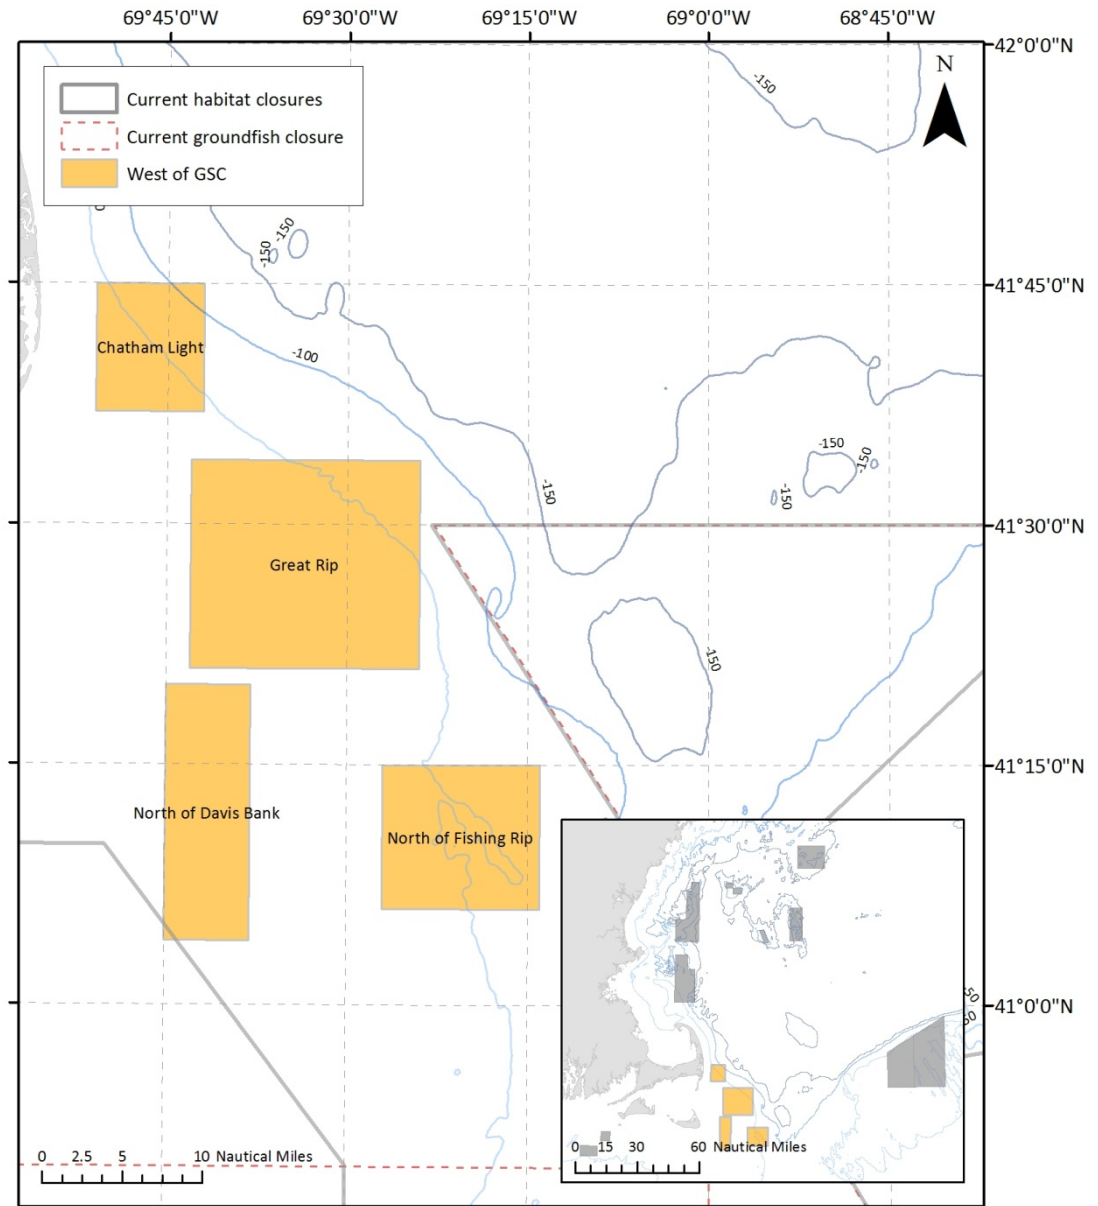 69°45'0"W 69°30'0"W 69°15'0"W 69°0'0"W 68°45'0"W
42°0'0"N
N
Current habitat closures
Current groundfish closure
West of GSC
-150
0
-150
-150
41°45'0"N
Chatham Light
-100
-150
-150
-150
-150
41°30'0"N
Great Rip
-150
41°15'0"N
North of Davis Bank
North of Fishing Rip
41°0'0"N
50
0 2.5 5 10 Nautical Miles
0 15 30 60 Nautical Miles